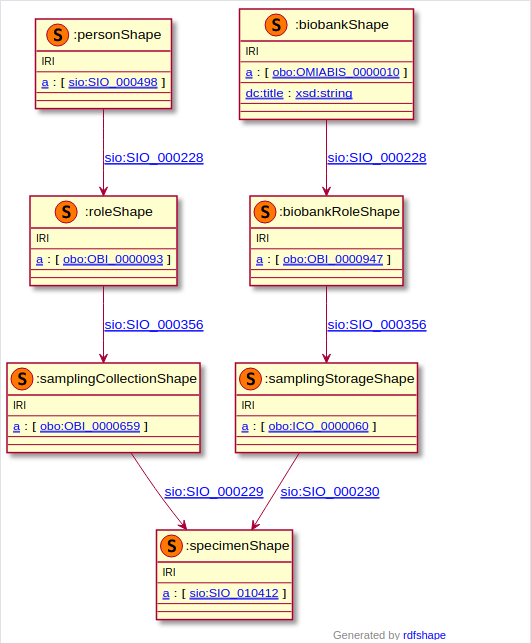 S :personShape
IRI
a : [ sio:SIO_000498 ]
S :biobankShape
IRI
a : [ obo:OMIABIS_0000010 ]
dc:title : xsd:string
sio:SIO_000228
sio:SIO_000228
S :roleShape
IRI
a : [ obo:OBI_0000093 ]
S :biobankRoleShape
IRI
a : [ obo:OBI_0000947 ]
sio:SIO_000356
sio:SIO_000356
S :samplingCollectionShape
IRI
a : [ obo:OBI_0000659 ]
S :samplingStorageShape
IRI
a : [ obo:ICO_0000060 ]
sio:SIO_000229
sio:SIO_000230
S :specimenShape
IRI
a : [ sio:SIO_010412 ]
Generated by rdfshape